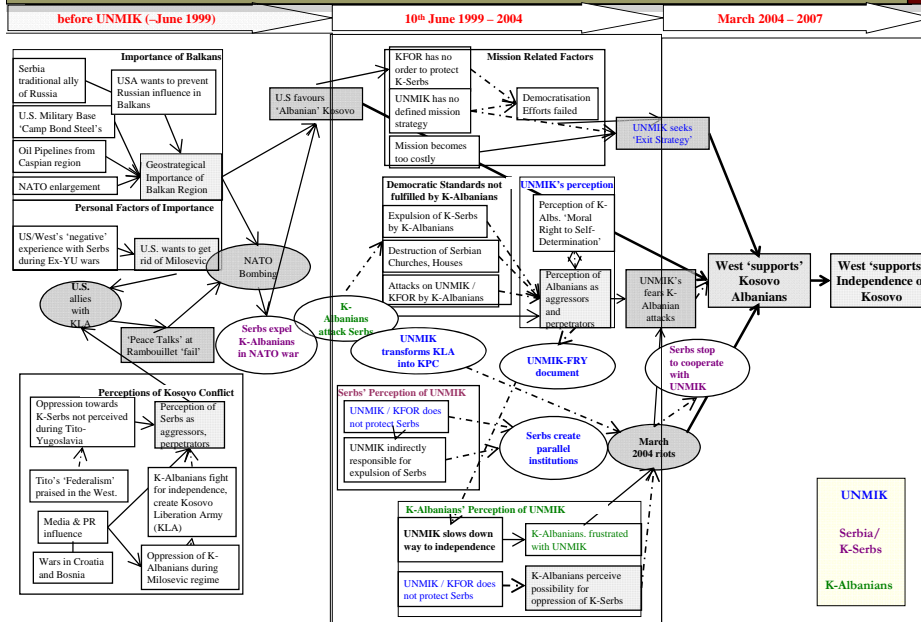 before UNMIK (–June 1999)
10th June 1999 – 2004
March 2004 – 2007
Importance of Balkans
Serbia
traditional ally
of Russia
USA wants to prevent
Russian influence in
Balkans
U.S. Military Base
‘Camp Bond Steel’s
Oil Pipelines from
Caspian region
NATO enlargement
Geostrategical
Importance of
Balkan Region
Personal Factors of Importance
US/West’s ‘negative’
experience with Serbs
during Ex-YU wars
U.S. wants to get
rid of Milosevic
NATO
Bombing
U.S.
allies
with
KLA
‘Peace Talks’ at
Rambouillet ‘fail’
Serbs expel
K-Albanians
in NATO war
U.S favours
‘Albanian’ Kosovo
Perceptions of Kosovo Conflict
Oppression towards
K-Serbs not perceived
during Tito-
Yugoslavia
Perception of
Serbs as
aggressors,
perpetrators
Tito’s ‘Federalism’
praised in the West.
K-Albanians fight
for independence,
create Kosovo
Liberation Army
(KLA)
Media & PR
influence
Wars in Croatia
and Bosnia
Oppression of K-
Albanians during
Milosevic regime
Mission Related Factors
KFOR has no
order to protect
K-Serbs
UNMIK has no
defined mission
strategy
Mission becomes
too costly
Democratisation
Efforts failed
UNMIK seeks
‘Exit Strategy’
Democratic Standards not
fulfilled by K-Albanians
Expulsion of K-Serbs
by K-Albanians
Destruction of Serbian
Churches, Houses
Attacks on UNMIK /
KFOR by K-Albanians
UNMIK’s perception
Perception of K-
Albs. ‘Moral
Right to Self-
Determination’
Perception of
Albanians as
aggressors
and
perpetrators
UNMIK’s
fears K-
Albanian
attacks
K-
Albanians
attack Serbs
UNMIK
transforms KLA
into KPC
UNMIK-FRY
document
Serbs’ Perception of UNMIK
UNMIK / KFOR does
not protect Serbs
UNMIK indirectly
responsible for
expulsion of Serbs
Serbs create
parallel
institutions
March
2004 riots
Serbs stop
to cooperate
with
UNMIK
K-Albanians’ Perception of UNMIK
UNMIK slows down
way to independence
K-Albanians. frustrated
with UNMIK
UNMIK / KFOR does
not protect Serbs
K-Albanians perceive
possibility for
oppression of K-Serbs
West ‘supports’
Kosovo
Albanians
West ‘supports
Independence of
Kosovo
UNMIK
Serbia/
K-Serbs
K-Albanians